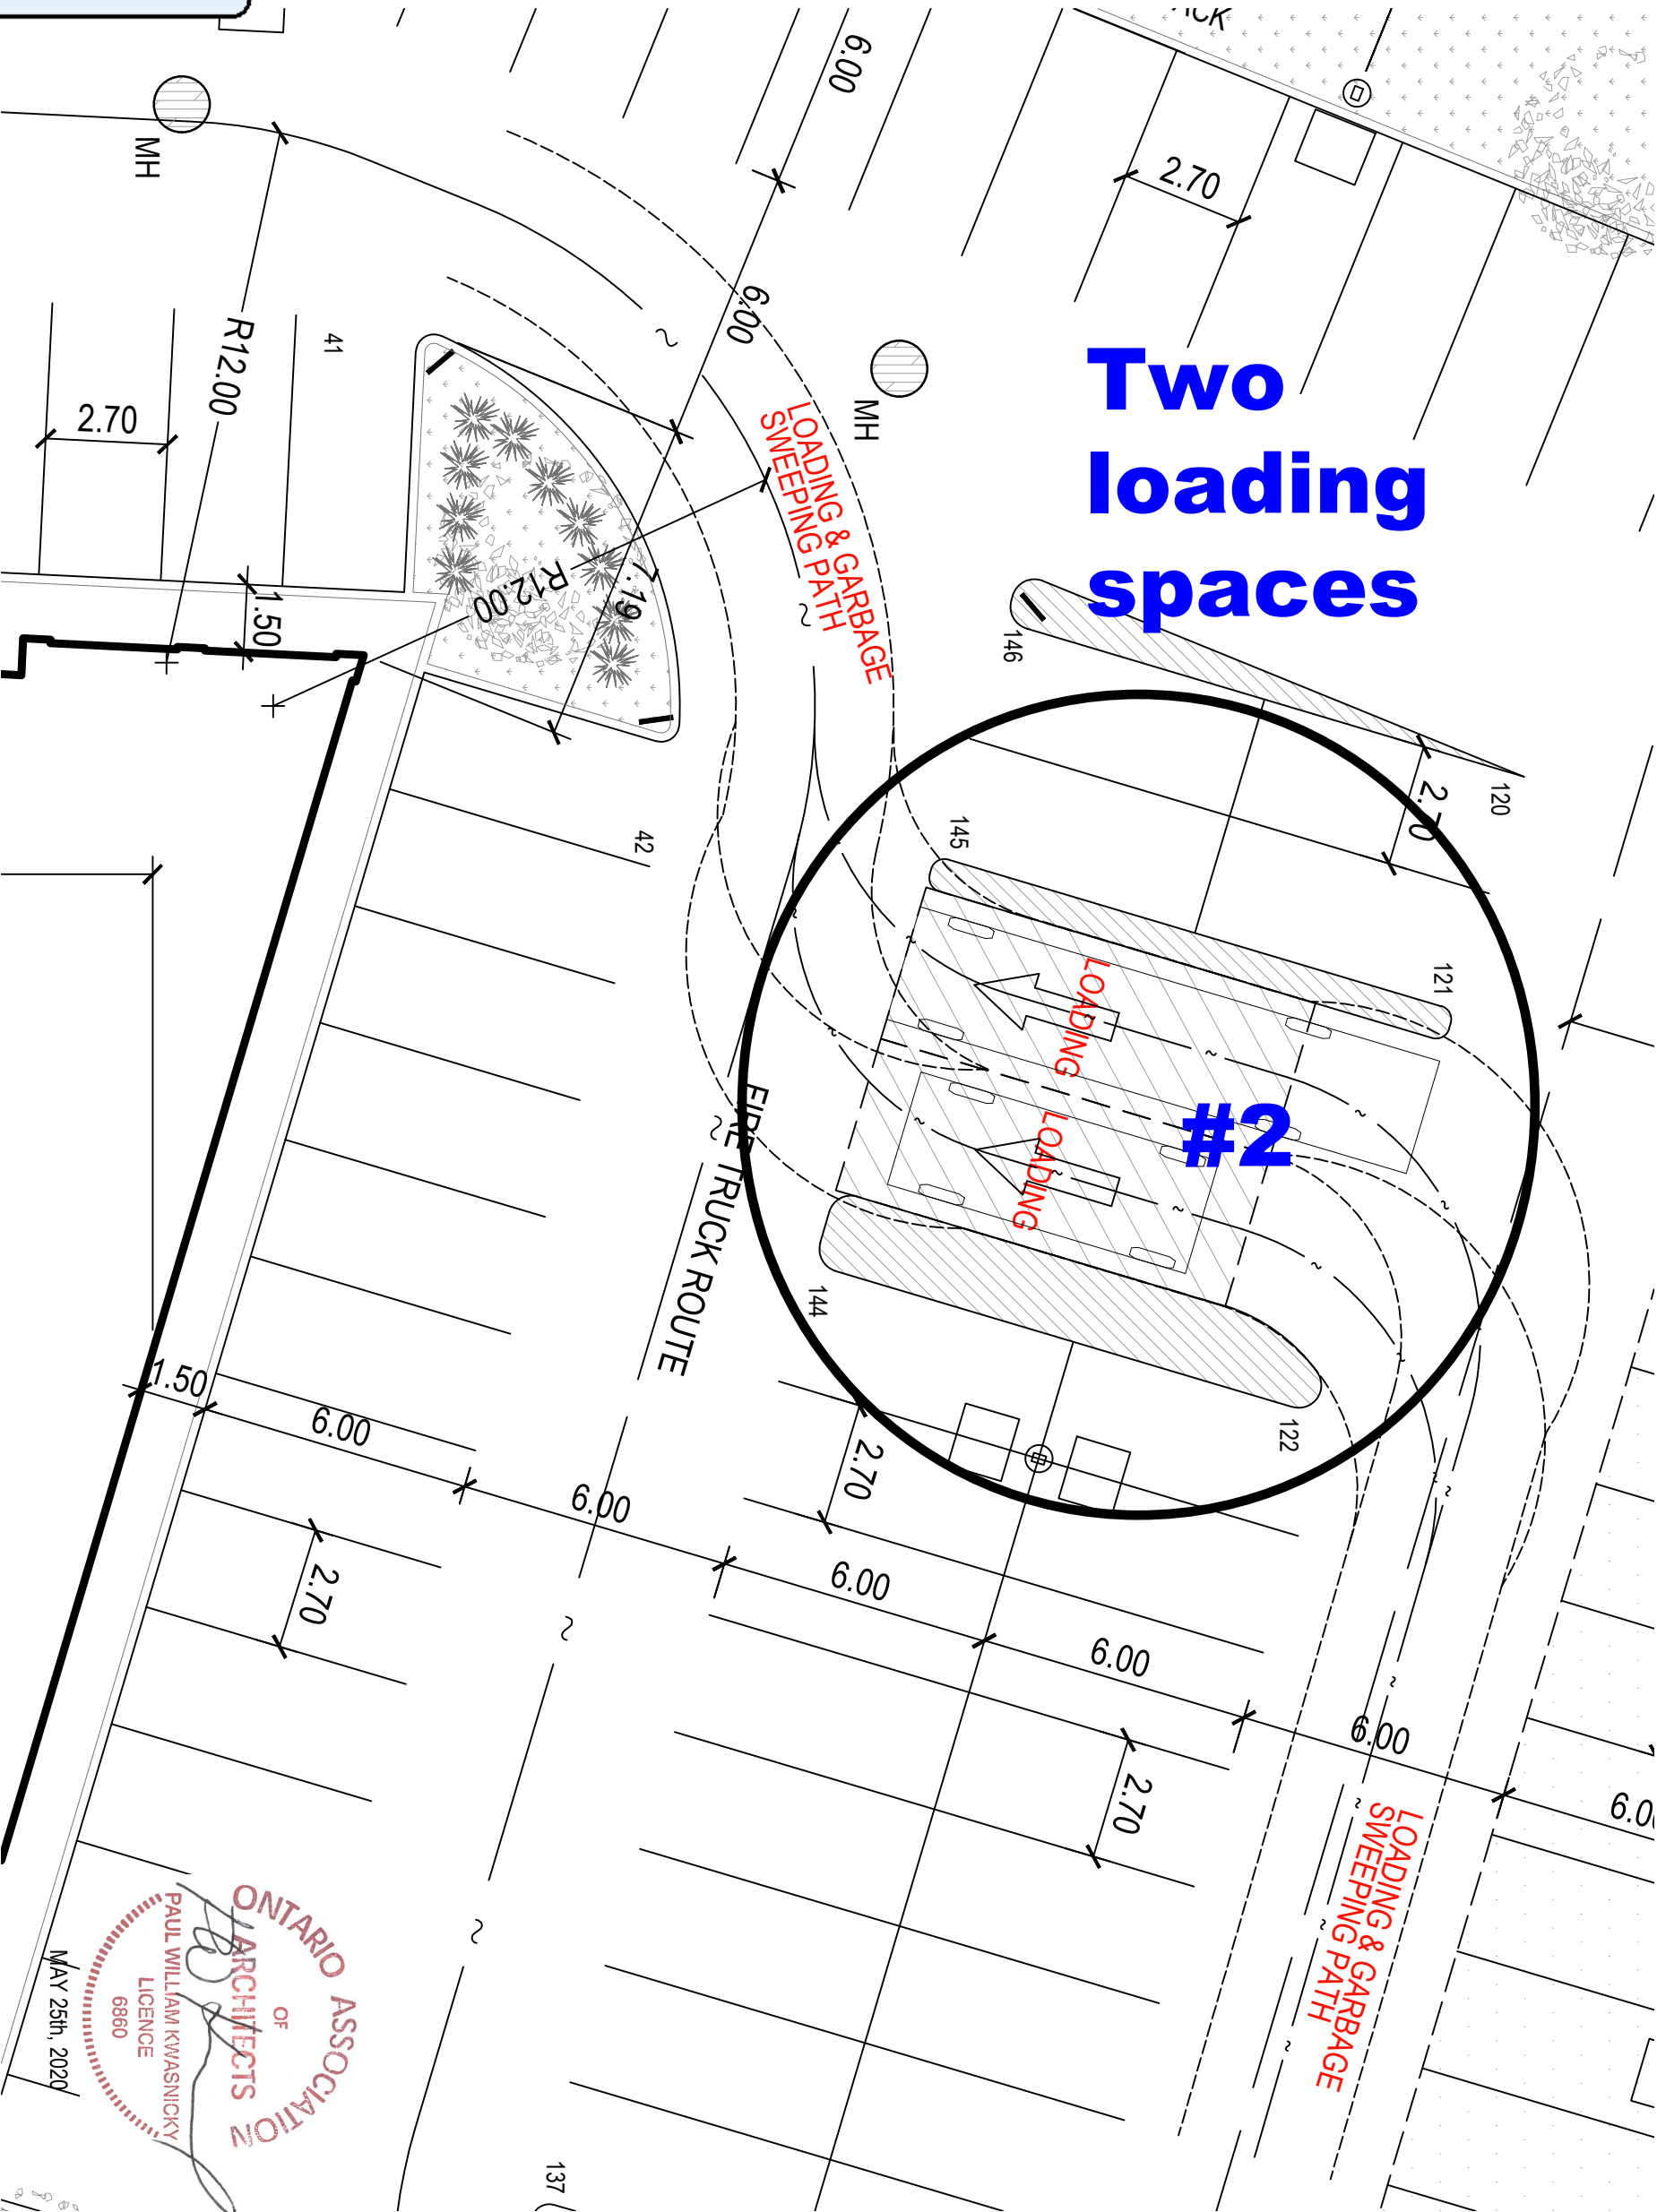 6.00
MH
2.70
6.00
R12.00
41
2.70
MH
Two
loading
spaces
LOADING & GARBAGE
SWEEPING PATH
R12.00
7.19
1.50
146
120
2.70
42
145
121
LOADING
#2
LOADING
FIRE TRUCK ROUTE
144
122
1.50
6.00
6.00
2.70
6.00
6.00
6.00
2.70
2.70
LOADING & GARBAGE
SWEEPING PATH
ONTARIO ASSOCIATION
OF
ARCHITECTS
PAUL WILLIAM KWASNICKY
LICENCE
6860
MAY 25th, 2020
137